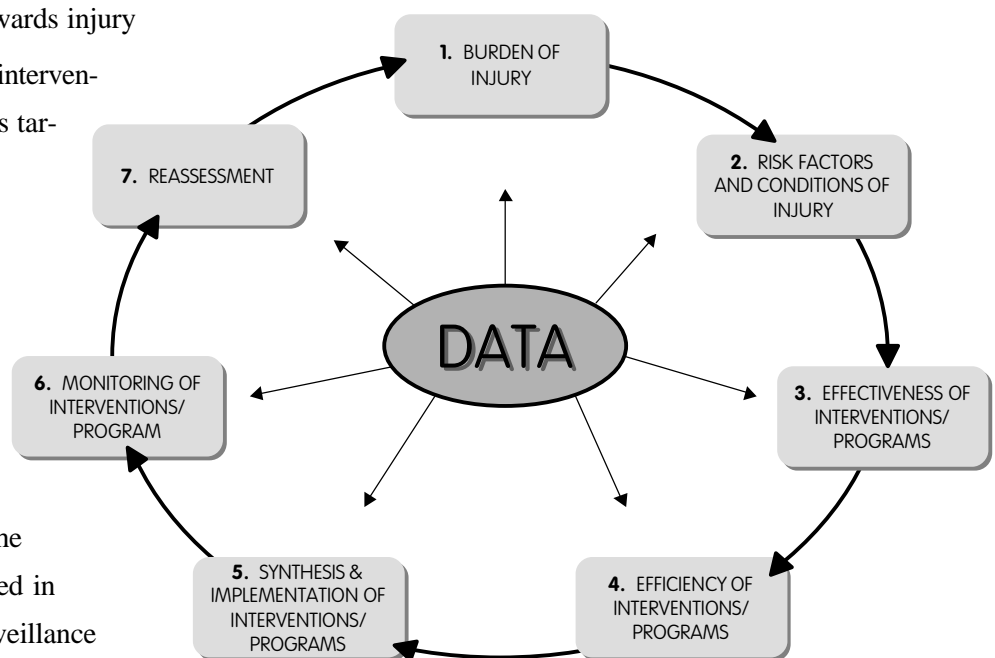 wards injury
interven-
s tar-
1. BURDEN OF
INJURY
2. RISK FACTORS
AND CONDITIONS OF
INJURY
3. EFFECTIVENESS OF
INTERVENTIONS/
PROGRAMS
4. EFFICIENCY OF
INTERVENTIONS/
PROGRAMS
5. SYNTHESIS &
IMPLEMENTATION OF
INTERVENTIONS/
PROGRAMS
6. MONITORING OF
INTERVENTIONS/
PROGRAM
7. REASSESSMENT
DATA
ne
ed in
veillance